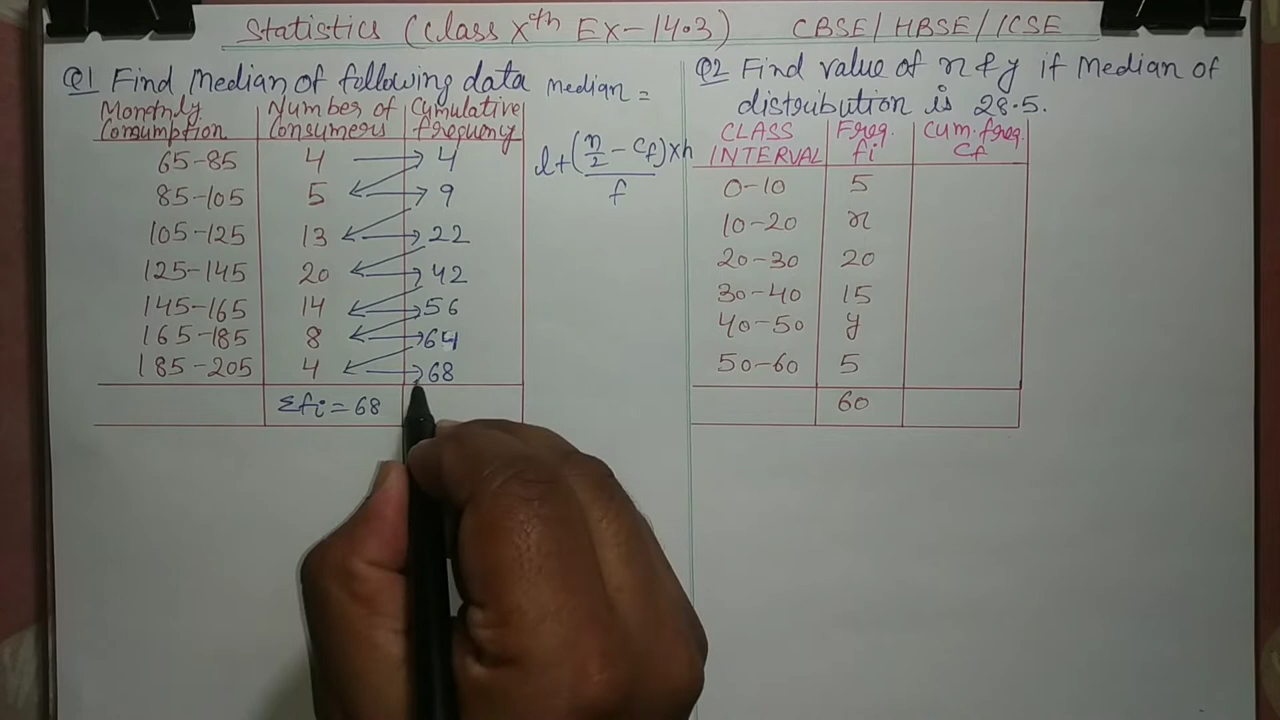 Statistics (Class Xth Ex-14.3) CBSE/HBSE/ICSE
Q1 Find Median of following data
Monthly Consumption | Number of Consumers | Cumulative frequency
65-85 4 → 4
85-105 5 9
105-125 13 22
125-145 20 42
145-165 14 56
165-185 8 64
185-205 4 68
Σfi = 68
Median =
l+(n/2 - Cf)×h
f
Q2 Find value of x & y if Median of
distribution is 28.5.
CLASS INTERVAL | Freq. fi | Cum. freq. Cf
0-10 5
10-20 x
20-30 20
30-40 15
40-50 y
50-60 5
60